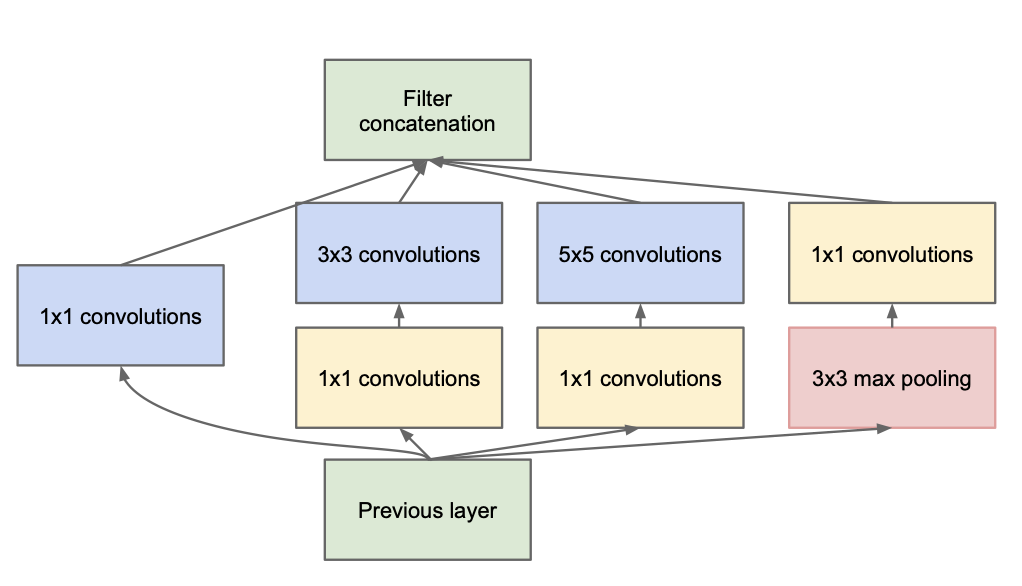 Filter
concatenation
3x3 convolutions
5x5 convolutions
1x1 convolutions
1x1 convolutions
1x1 convolutions
1x1 convolutions
3x3 max pooling
Previous layer